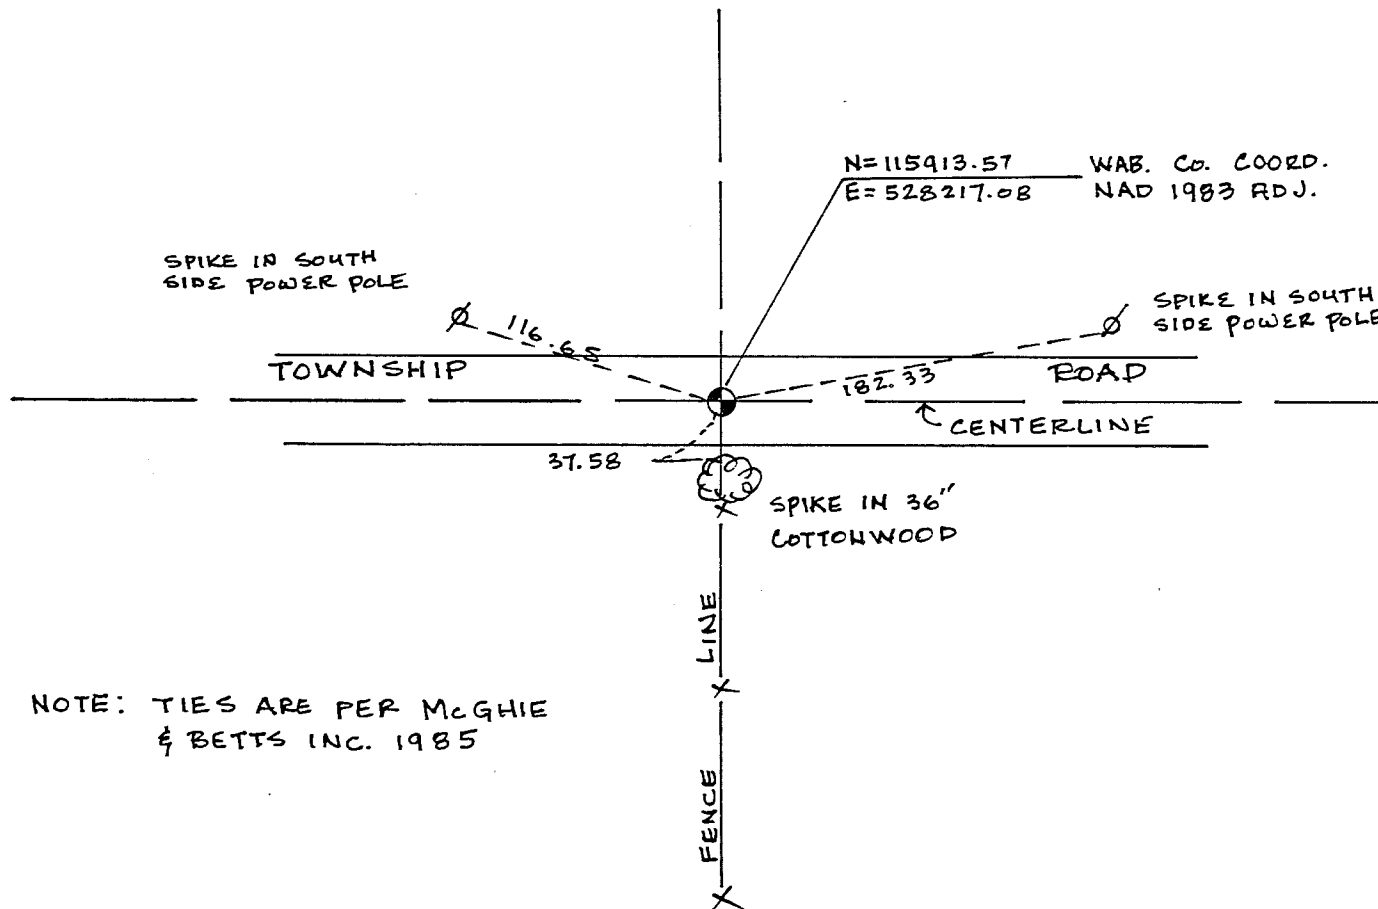 N=115913.57 WAB. CO. COORD.
E=528217.08 NAD 1983 ADJ.
SPIKE IN SOUTH
SIDE POWER POLE
SPIKE IN SOUTH
SIDE POWER POLE
116.65
182.33
TOWNSHIP ROAD
CENTERLINE
37.58
SPIKE IN 36"
COTTONWOOD
FENCE LINE
NOTE: TIES ARE PER McGHIE
& BETTS INC. 1985